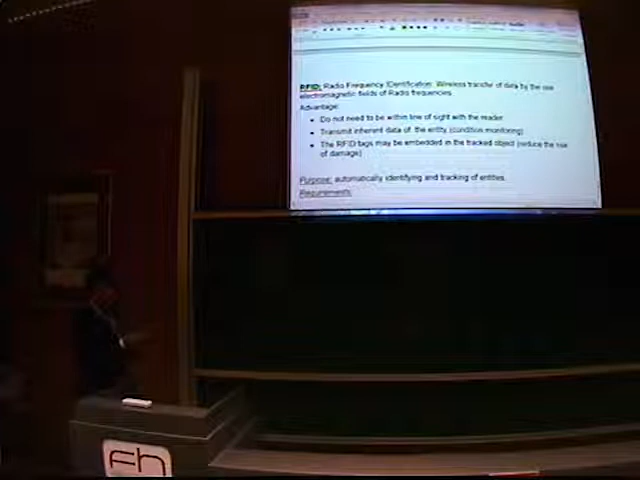 RFID: Radio Frequency IDentification: Wireless transfer of data by the use
electromagnetic fields of Radio frequencies.
Advantage:
• Do not need to be within line of sight with the reader.
• Transmit inherent data of the entity (condition monitoring)
• The RFID tags may be embedded in the tracked object (reduce the risk
of damage)
Purpose: automatically identifying and tracking of entities.
Requirements:
Fh